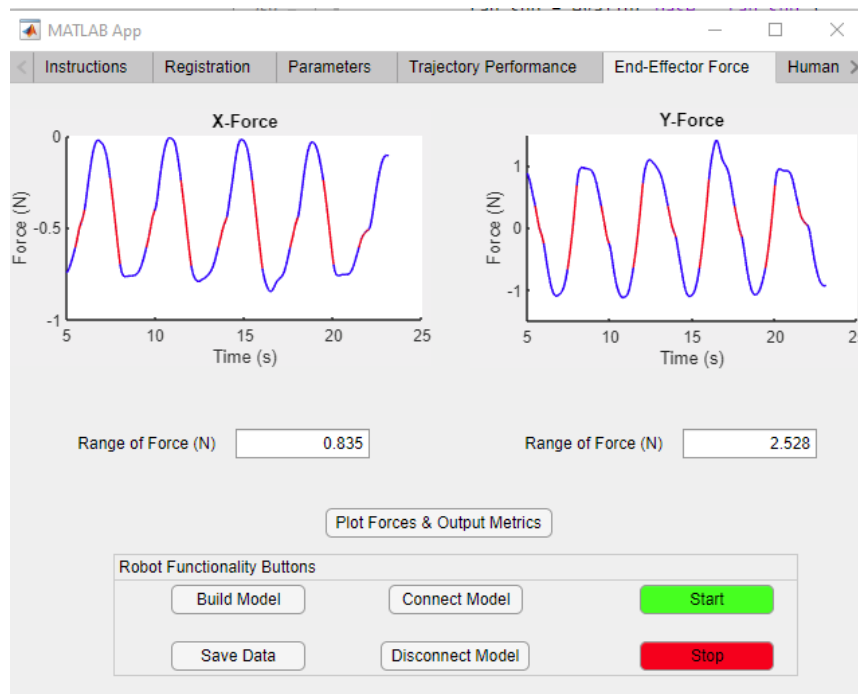 MATLAB App
Instructions Registration Parameters Trajectory Performance End-Effector Force Human
X-Force
0
-0.5
-1
Force (N)
5 10 15 20 25
Time (s)
Y-Force
1
0
-1
Force (N)
5 10 15 20 2
Time (s)
Range of Force (N) 0.835
Range of Force (N) 2.528
Plot Forces & Output Metrics
Robot Functionality Buttons
Build Model Connect Model Start
Save Data Disconnect Model Stop